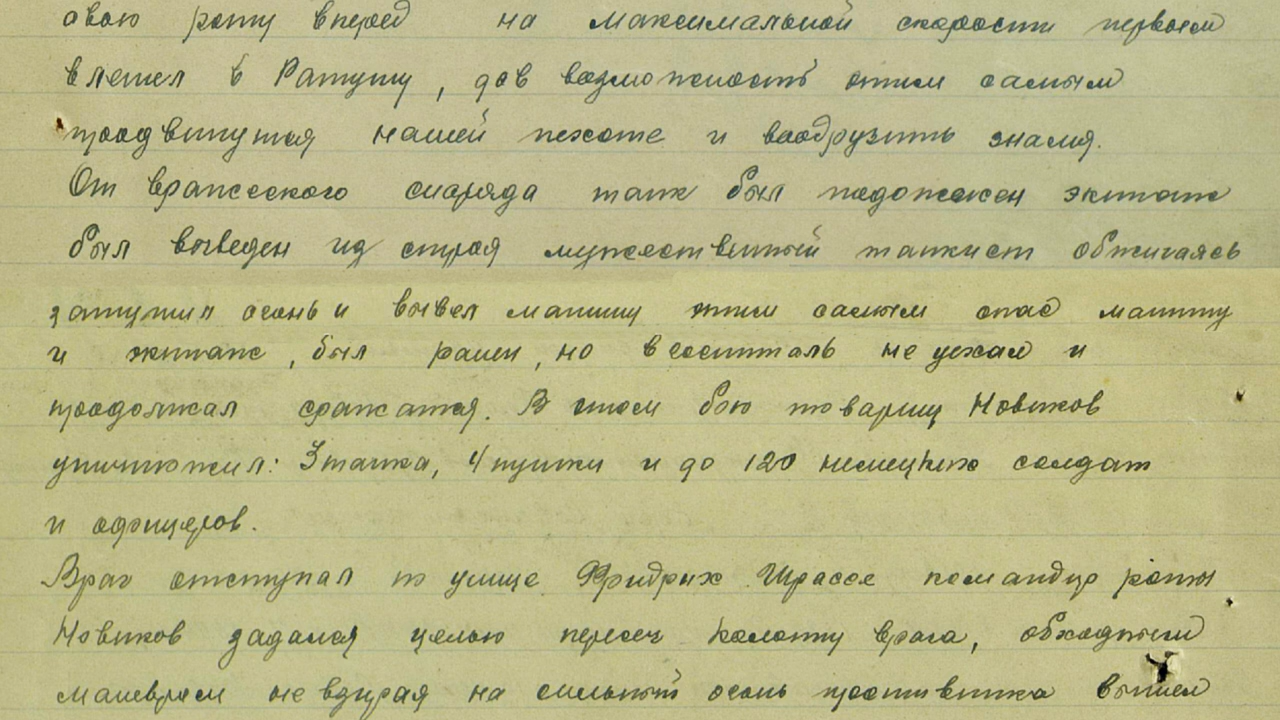 свою роту вперед на максимальной скорости первым
влетел в Ратушу, дав возможность этим самым
продвинутся нашей пехоте и воодрузить знамя.
От вражеского снаряда танк был подожжен экипаж
был выведен из строя мужественный танкист обжигаясь
затушил огонь и вывел машину этим самым спас машину
и экипаж, был ранен, но в госпиталь не уехал и
продолжал сражатся. В этом бою товарищ Новиков
уничтожил: 3 танка, 4 пушки и до 120 немецких солдат
и офицеров.
Враг отступал по улице Фридрих Штрассе командир роты
Новиков задался целью пересеч колонну врага, обходным
маневром не взирая на сильный огонь противника вышел